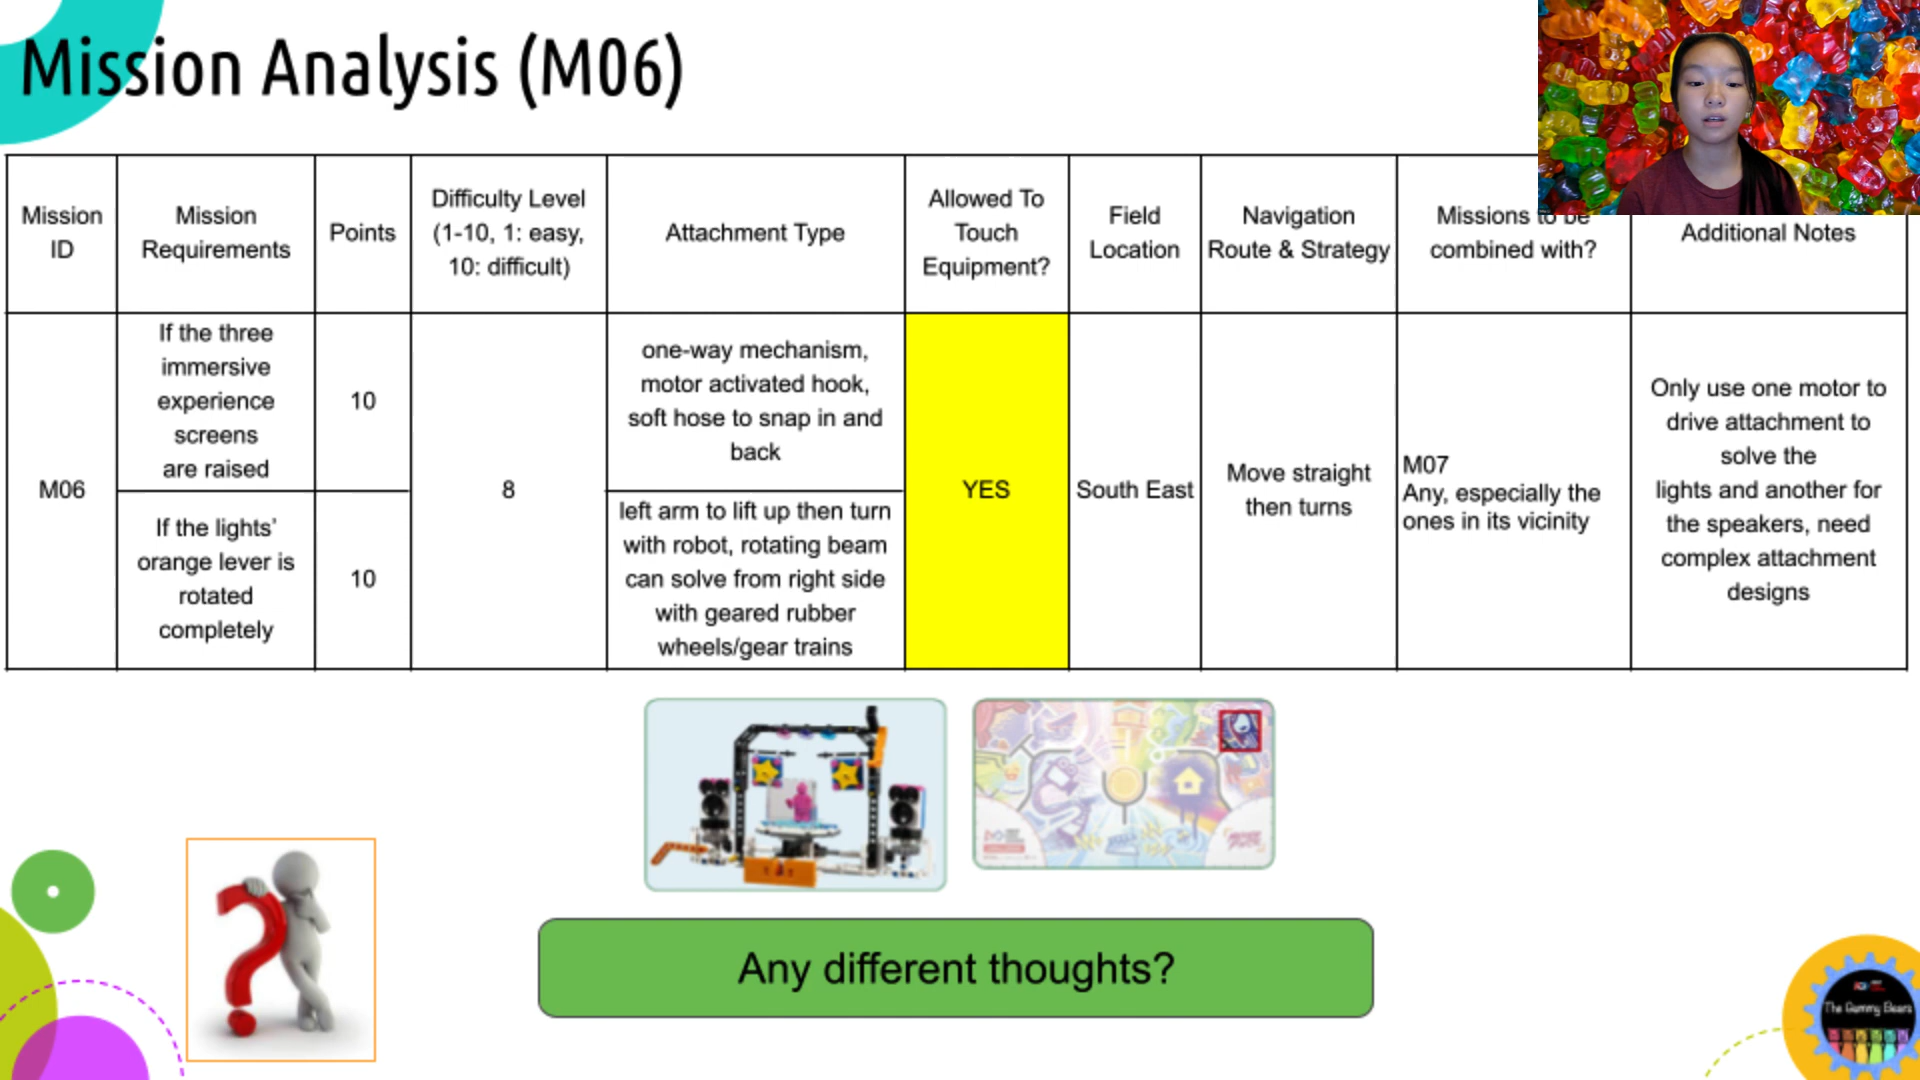 Mission Analysis (M06)
Mission
ID
Mission
Requirements
Points
Difficulty Level
(1-10, 1: easy,
10: difficult)
Attachment Type
Allowed To
Touch
Equipment?
Field
Location
Navigation
Route & Strategy
Missions to be
combined with?
Additional Notes
M06
If the three
immersive
experience
screens
are raised
10
If the lights'
orange lever is
rotated
completely
10
8
one-way mechanism,
motor activated hook,
soft hose to snap in and
back
left arm to lift up then turn
with robot, rotating beam
can solve from right side
with geared rubber
wheels/gear trains
YES
South East
Move straight
then turns
M07
Any, especially the
ones in its vicinity
Only use one motor to
drive attachment to
solve the
lights and another for
the speakers, need
complex attachment
designs
Any different thoughts?
The Gummy Bears